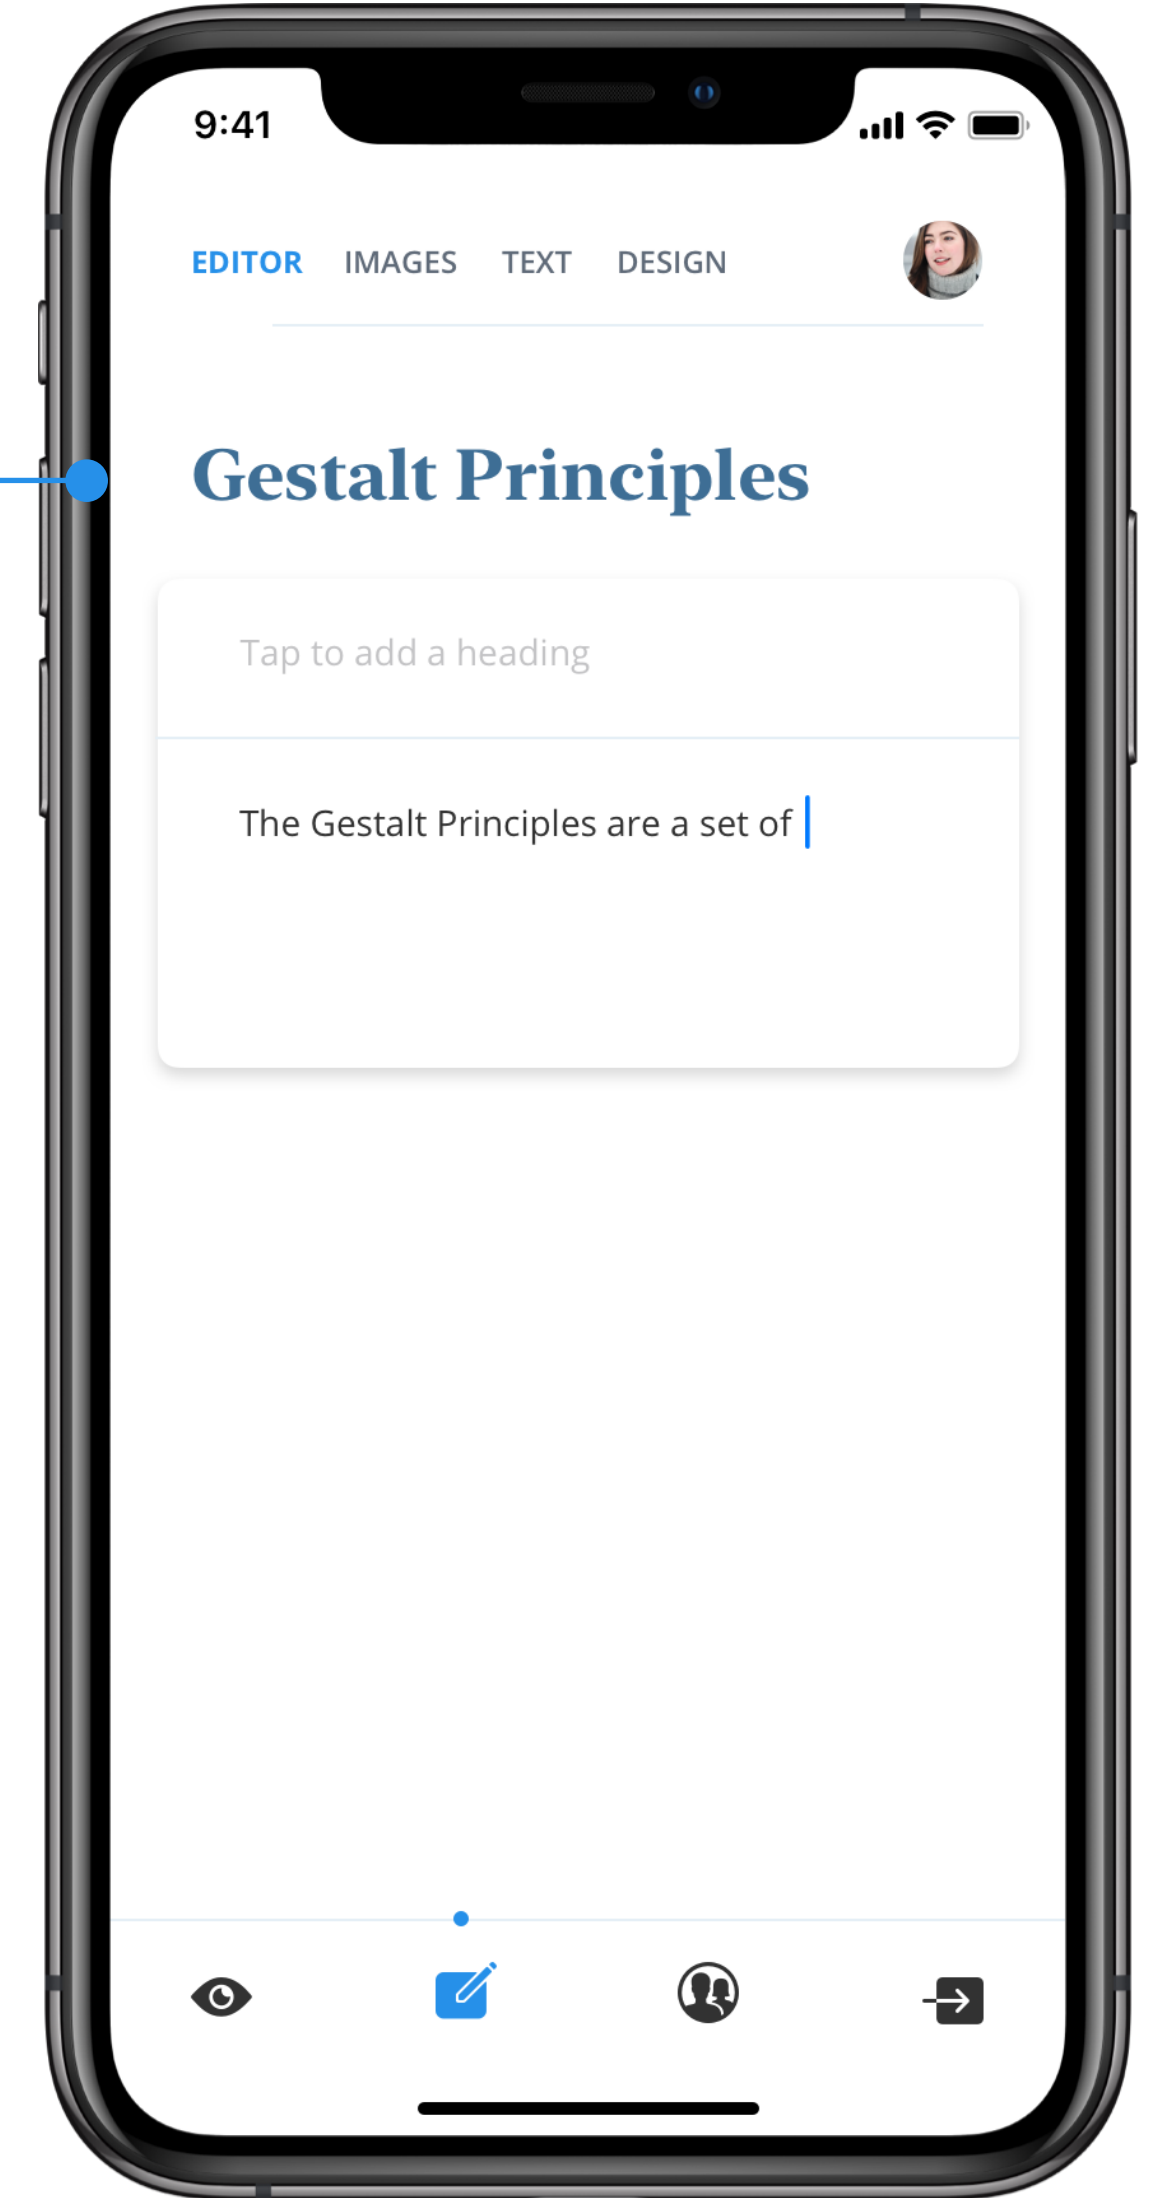 9:41
EDITOR IMAGES TEXT DESIGN
Gestalt Principles
Tap to add a heading
The Gestalt Principles are a set of